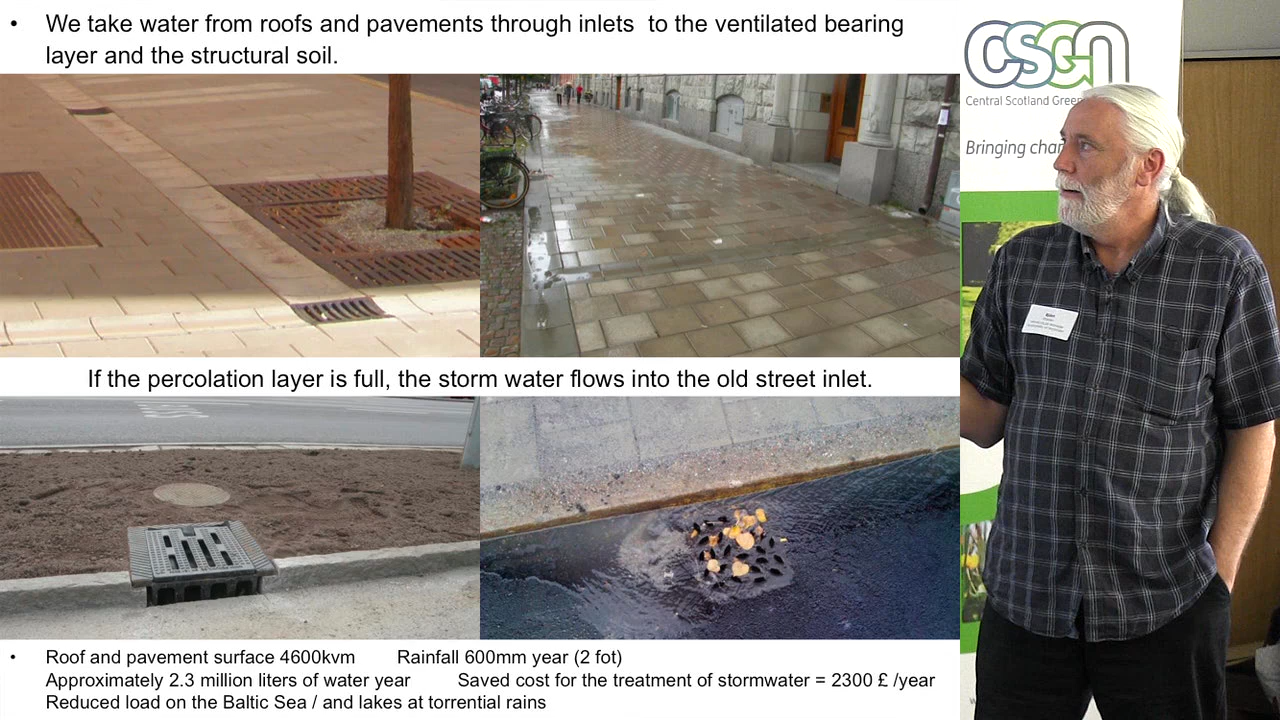 • We take water from roofs and pavements through inlets to the ventilated bearing
layer and the structural soil.
CSGN
Central Scotland Gree
Bringing chan
If the percolation layer is full, the storm water flows into the old street inlet.
• Roof and pavement surface 4600kvm Rainfall 600mm year (2 fot)
Approximately 2.3 million liters of water year Saved cost for the treatment of stormwater = 2300 £ /year
Reduced load on the Baltic Sea / and lakes at torrential rains